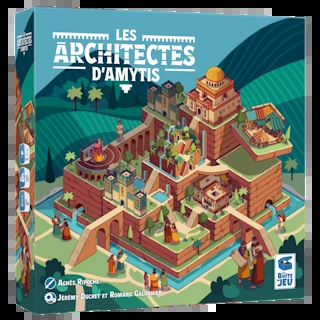 LES
ARCHITECTES
D'AMYTIS
AGNÈS RIPOCHE
JÉRÉMY DUCRET ET ROMARIC GALONNIER
LA
BOÎTE
DE
JEU